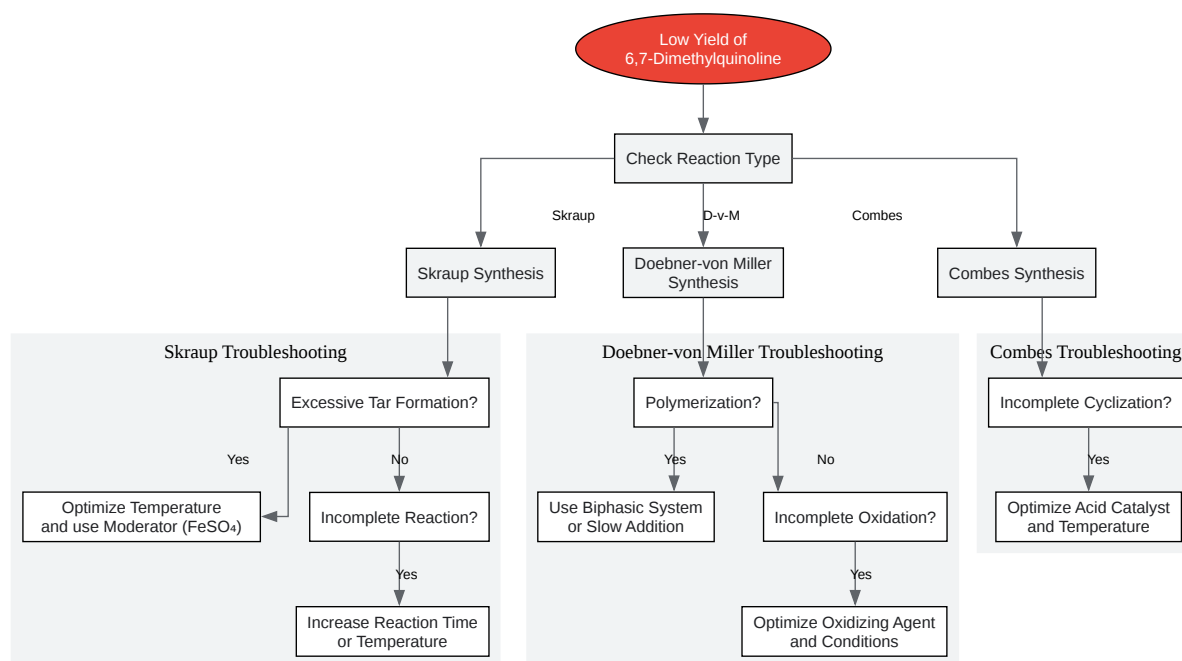 Low Yield of
6,7-Dimethylquinoline
Check Reaction Type
Skraup
D-v-M
Combes
Skraup Synthesis
Doebner-von Miller
Synthesis
Combes Synthesis
Skraup Troubleshooting
Doebner-von Miller Troubleshooting
Combes Troubleshooting
Excessive Tar Formation?
Polymerization?
Incomplete Cyclization?
Yes
No
Yes
No
Yes
Optimize Temperature
and use Moderator (FeSO₄)
Incomplete Reaction?
Use Biphasic System
or Slow Addition
Incomplete Oxidation?
Optimize Acid Catalyst
and Temperature
Yes
Yes
Increase Reaction Time
or Temperature
Optimize Oxidizing Agent
and Conditions